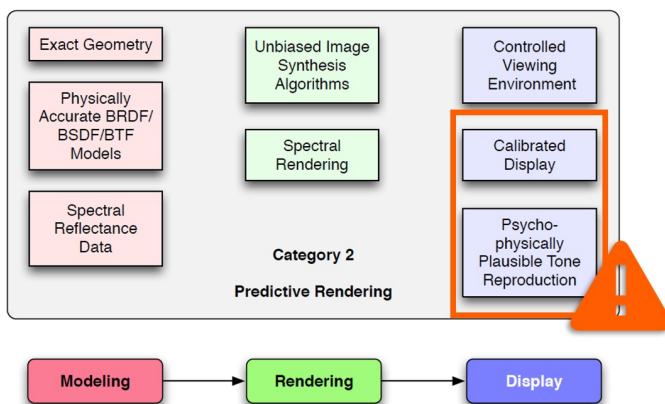 Exact Geometry
Physically
Accurate BRDF/
BSDF/BTF
Models
Spectral
Reflectance
Data
Unbiased Image
Synthesis
Algorithms
Spectral
Rendering
Controlled
Viewing
Environment
Calibrated
Display
Psycho-
physically
Plausible Tone
Reproduction
Category 2
Predictive Rendering
Modeling
Rendering
Display